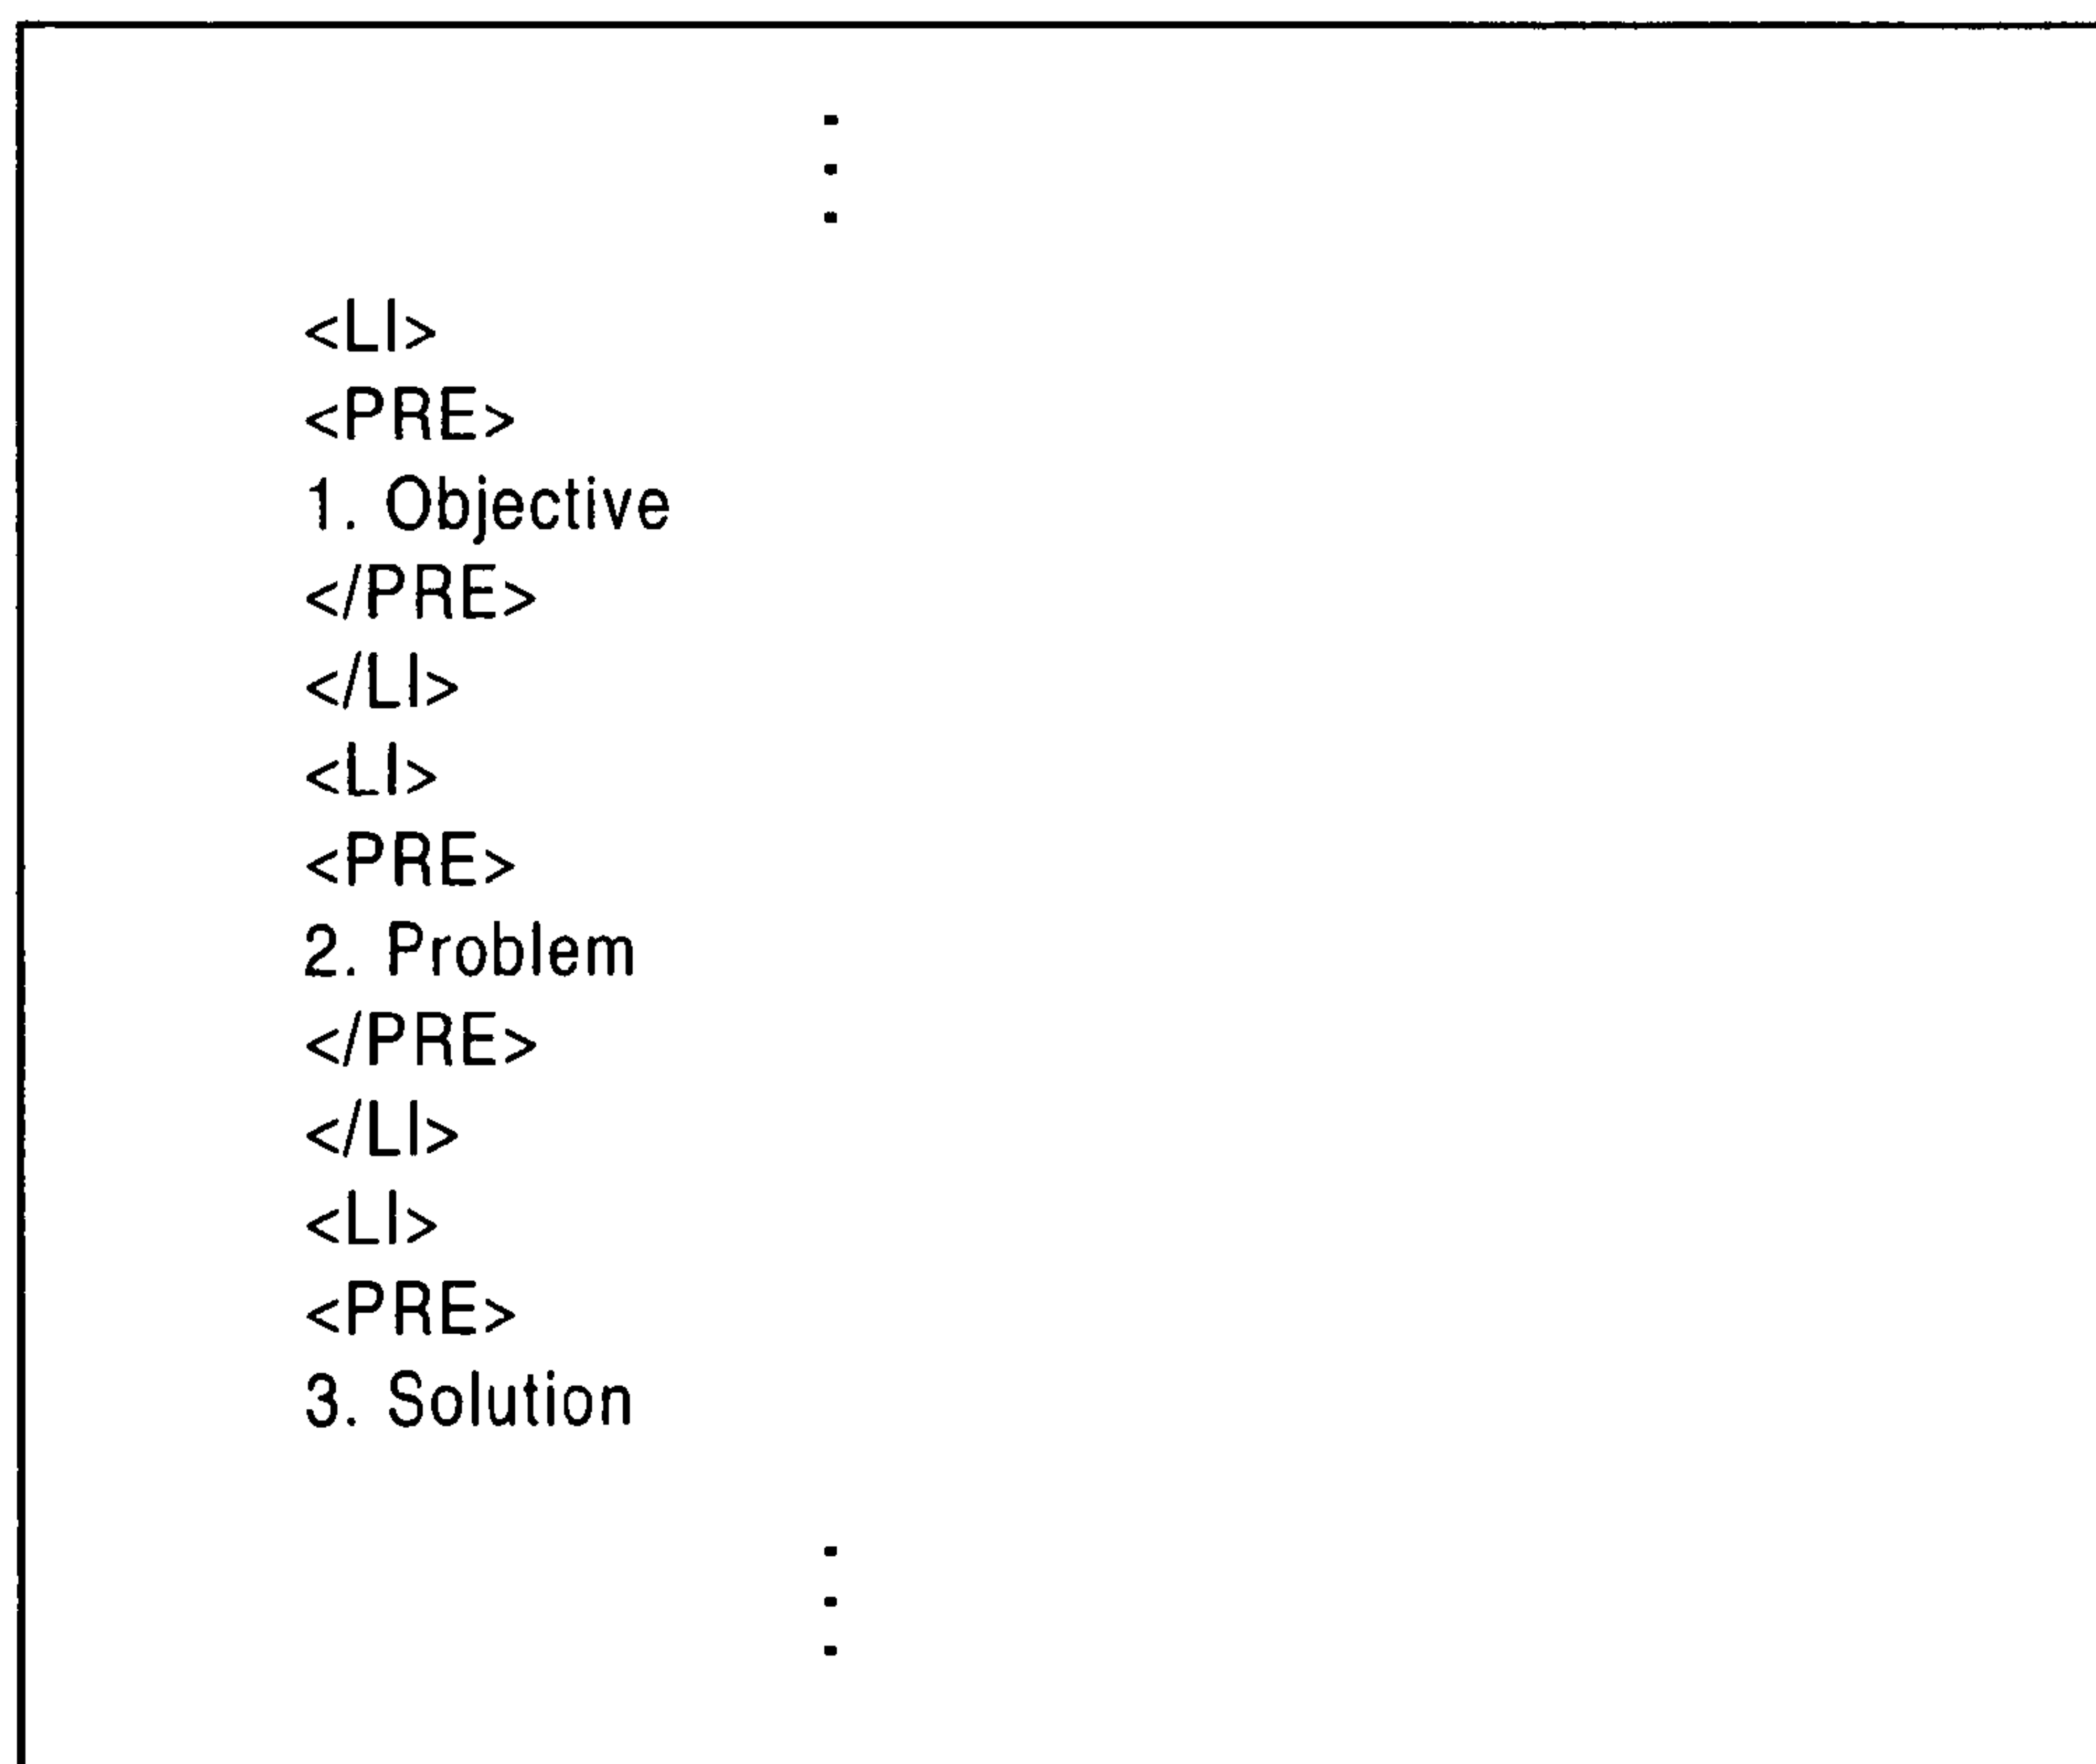 <LI>
<PRE>
1. Objective
</PRE>
</LI>
<LI>
<PRE>
2. Problem
</PRE>
</LI>
<LI>
<PRE>
3. Solution